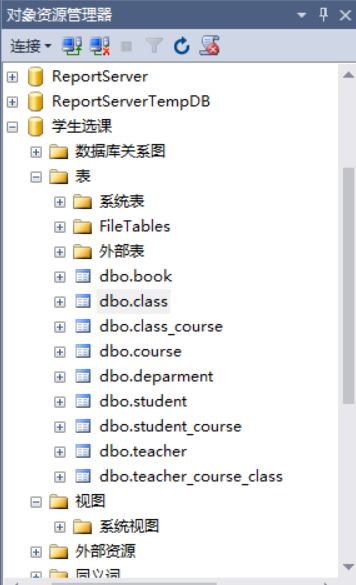 对象资源管理器
连接
ReportServer
ReportServerTempDB
学生选课
数据库关系图
表
系统表
FileTables
外部表
dbo.book
dbo.class
dbo.class_course
dbo.course
dbo.deparment
dbo.student
dbo.student_course
dbo.teacher
dbo.teacher_course_class
视图
系统视图
外部资源
同义词